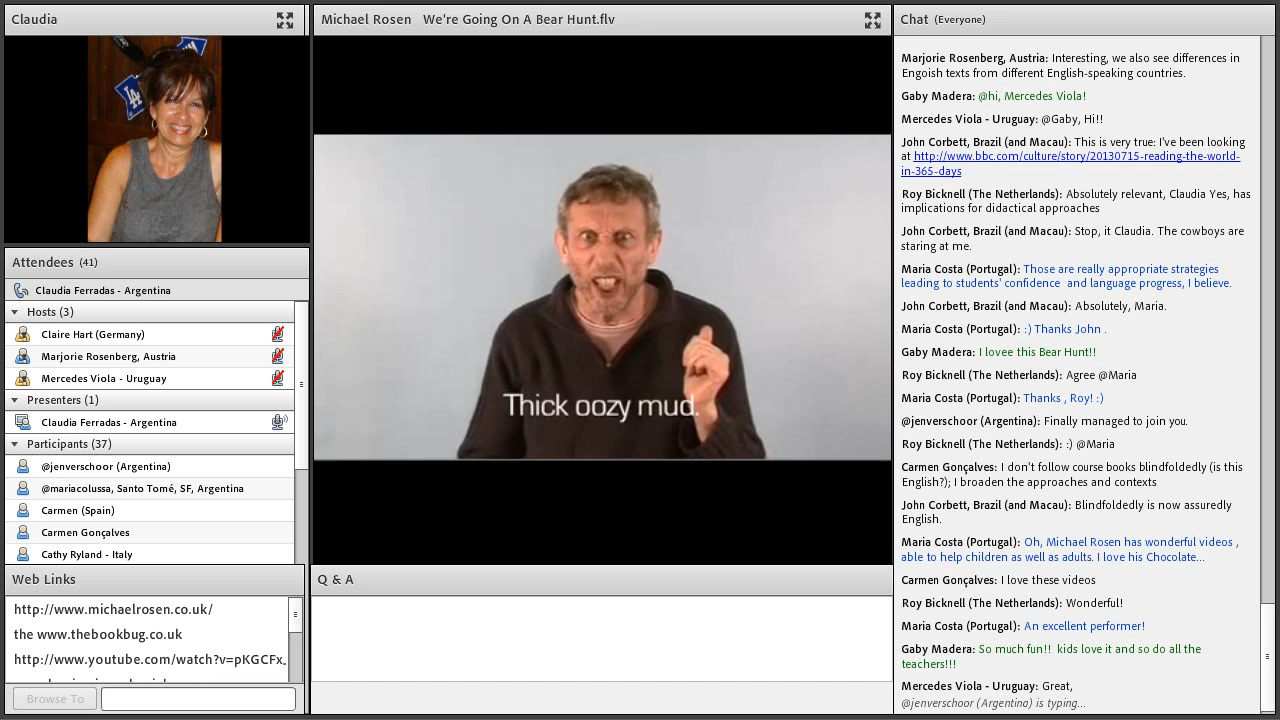 Claudia
LA
Attendees (41)
Claudia Ferradas - Argentina
Hosts (3)
Claire Hart (Germany)
Marjorie Rosenberg, Austria
Mercedes Viola - Uruguay
Presenters (1)
Claudia Ferradas - Argentina
Participants (37)
@jenverschoor (Argentina)
@mariacolussa, Santo Tomé, SF, Argentina
Carmen (Spain)
Carmen Gonçalves
Cathy Ryland - Italy
Web Links
http://www.michaelrosen.co.uk/
the www.thebookbug.co.uk
http://www.youtube.com/watch?v=pKGCFx_
Browse To
Michael Rosen We're Going On A Bear Hunt.flv
Thick oozy mud.
Q & A
Chat (Everyone)
Marjorie Rosenberg, Austria: Interesting, we also see differences in
Engoish texts from different English-speaking countries.
Gaby Madera: @hi, Mercedes Viola!
Mercedes Viola - Uruguay: @Gaby, Hi!!
John Corbett, Brazil (and Macau): This is very true: I've been looking
at http://www.bbc.com/culture/story/20130715-reading-the-world-
in-365-days
Roy Bicknell (The Netherlands): Absolutely relevant, Claudia Yes, has
implications for didactical approaches
John Corbett, Brazil (and Macau): Stop, it Claudia. The cowboys are
staring at me.
Maria Costa (Portugal): Those are really appropriate strategies
leading to students' confidence and language progress, I believe.
John Corbett, Brazil (and Macau): Absolutely, Maria.
Maria Costa (Portugal): :) Thanks John .
Gaby Madera: I lovee this Bear Hunt!!
Roy Bicknell (The Netherlands): Agree @Maria
Maria Costa (Portugal): Thanks , Roy! :)
@jenverschoor (Argentina): Finally managed to join you.
Roy Bicknell (The Netherlands): :) @Maria
Carmen Gonçalves: I don't follow course books blindfoldedly (is this
English?); I broaden the approaches and contexts
John Corbett, Brazil (and Macau): Blindfoldedly is now assuredly
English.
Maria Costa (Portugal): Oh, Michael Rosen has wonderful videos ,
able to help children as well as adults. I love his Chocolate...
Carmen Gonçalves: I love these videos
Roy Bicknell (The Netherlands): Wonderful!
Maria Costa (Portugal): An excellent performer!
Gaby Madera: So much fun!! kids love it and so do all the
teachers!!!
Mercedes Viola - Uruguay: Great,
@jenverschoor (Argentina) is typing...